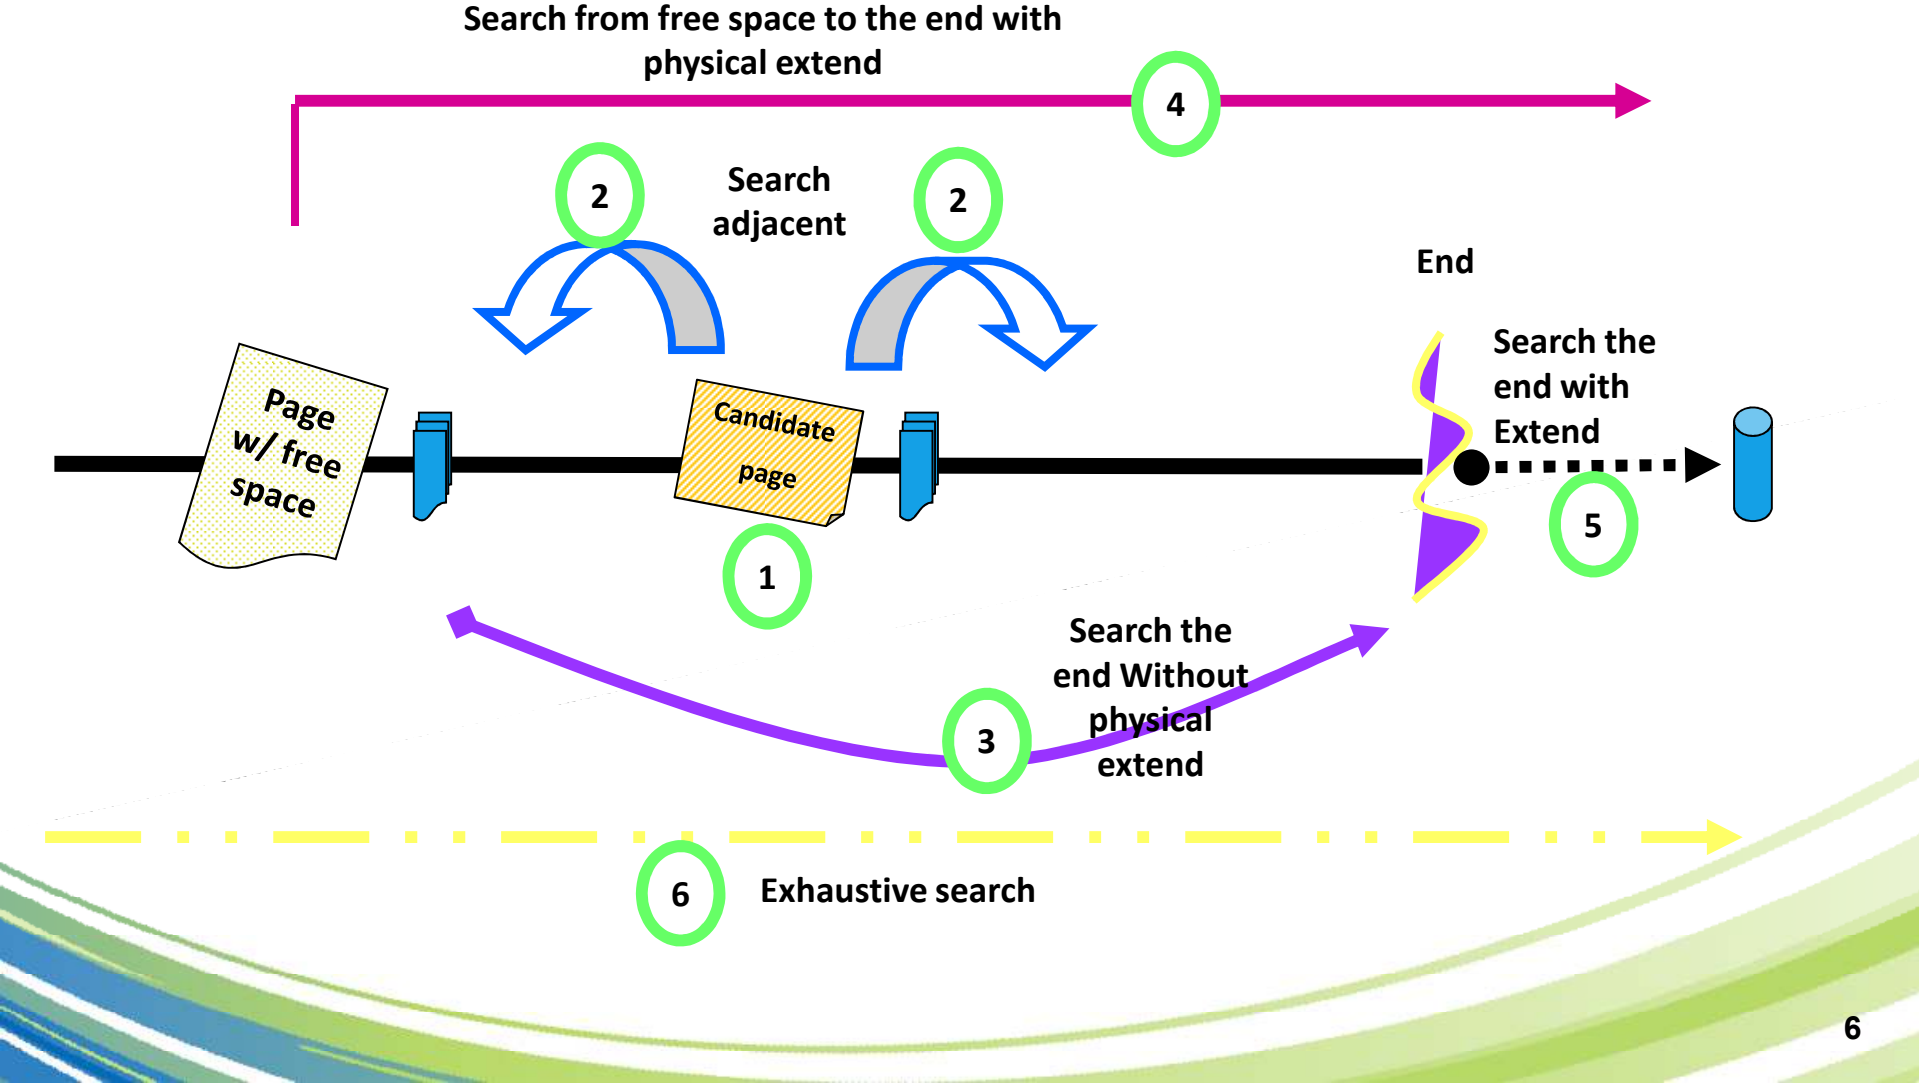 Search from free space to the end with
physical extend
4
2
Search
adjacent
2
End
Search the
end with
Extend
Page
w/ free
space
Candidate
page
5
1
Search the
end Without
physical
extend
3
6
Exhaustive search
6